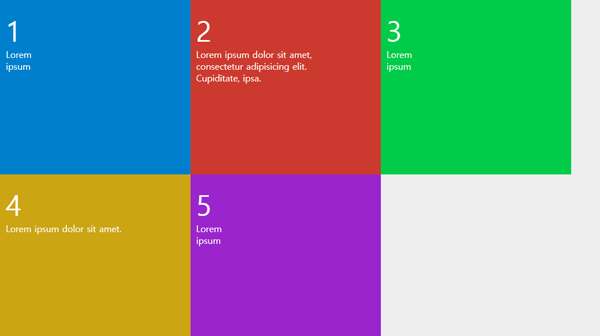 1
Lorem
ipsum
2
Lorem ipsum dolor sit amet,
consectetur adipisicing elit.
Cupiditate, ipsa.
3
Lorem
ipsum
4
Lorem ipsum dolor sit amet.
5
Lorem
ipsum